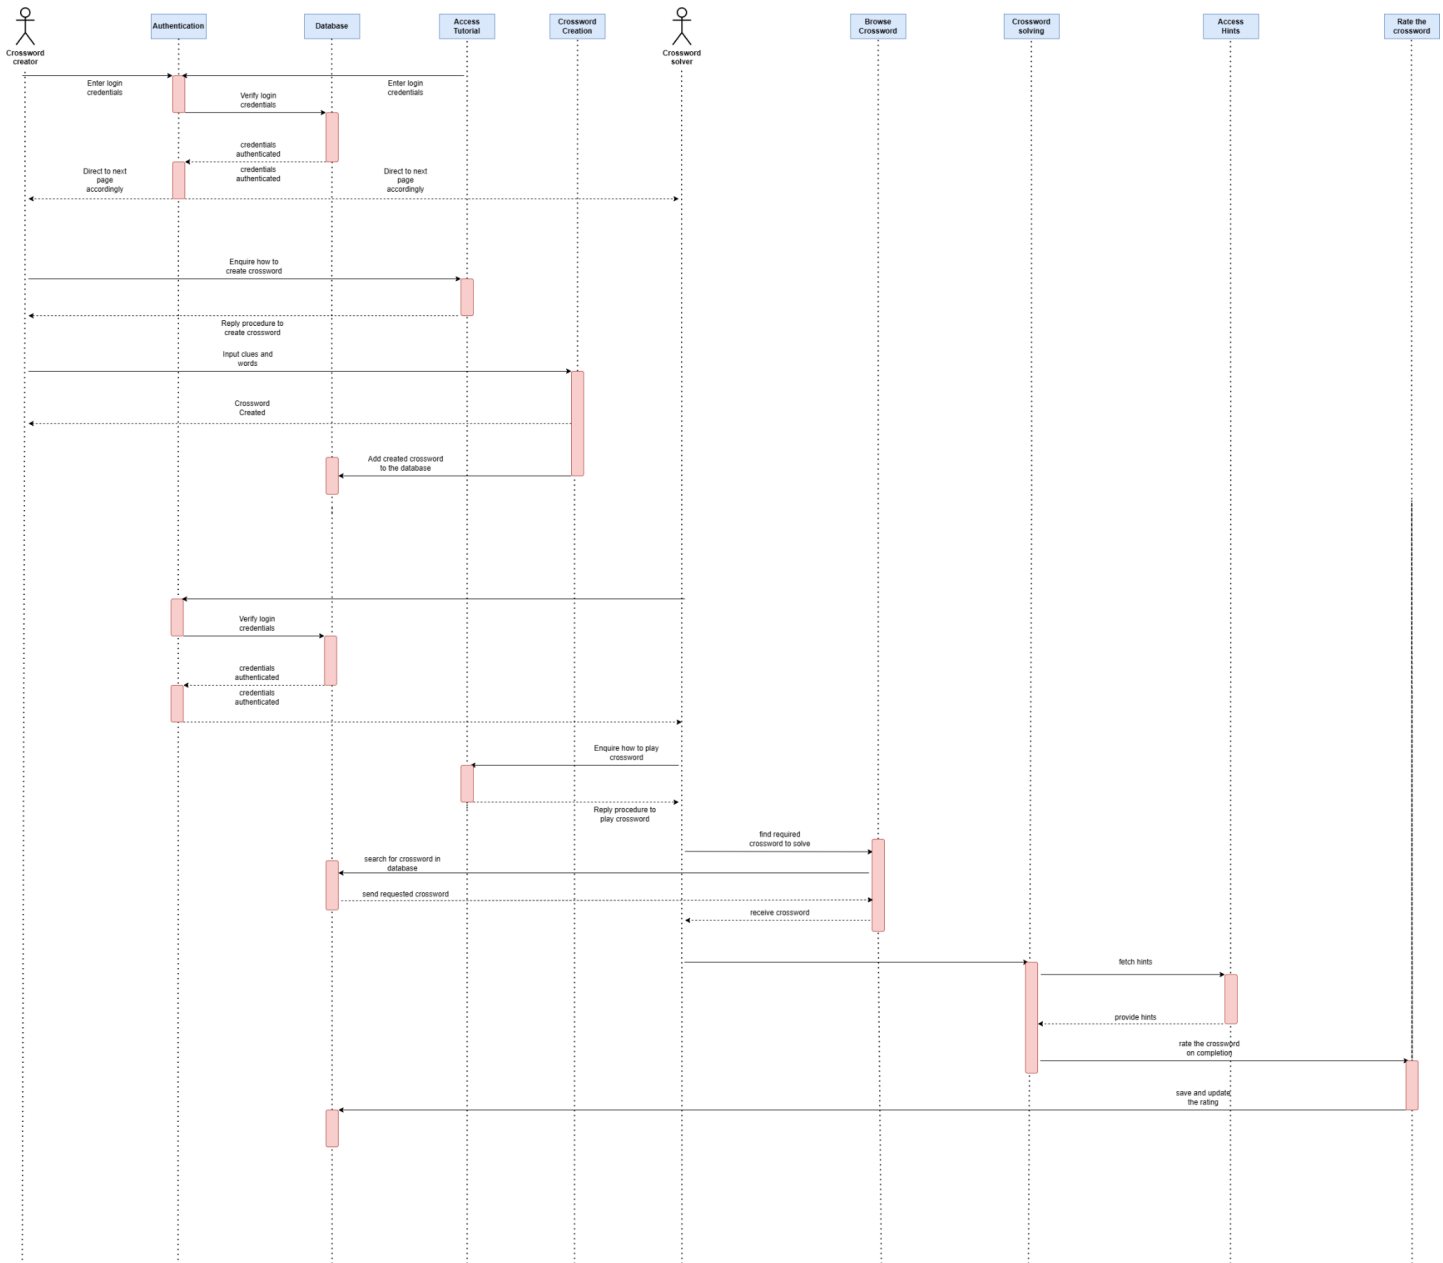 Crossword
creator
Authentication
Database
Access
Tutorial
Crossword
Creation
Crossword
solver
Browse
Crossword
Crossword
solving
Access
Hints
Rate the
crossword
Enter login
credentials
Enter login
credentials
Verify login
credentials
credentials
authenticated
credentials
authenticated
Direct to next
page
accordingly
Direct to next
page
accordingly
Enquire how to
create crossword
Reply procedure to
create crossword
Input clues and
words
Crossword
Created
Add created crossword
to the database
Verify login
credentials
credentials
authenticated
credentials
authenticated
Enquire how to play
crossword
Reply procedure to
play crossword
find required
crossword to solve
search for crossword in
database
send requested crossword
receive crossword
fetch hints
provide hints
rate the crossword
on completion
save and update
the rating